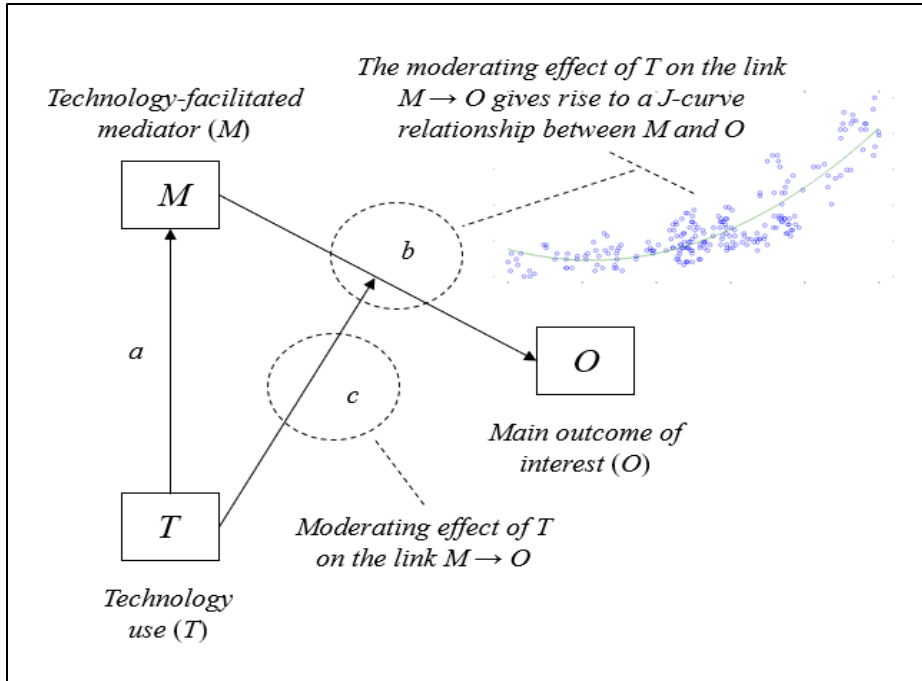 The moderating effect of T on the link
M → O gives rise to a J-curve
relationship between M and O
Technology-facilitated
mediator (M)
M
b
a
O
c
Main outcome of
interest (O)
T
Moderating effect of T
on the link M → O
Technology
use (T)